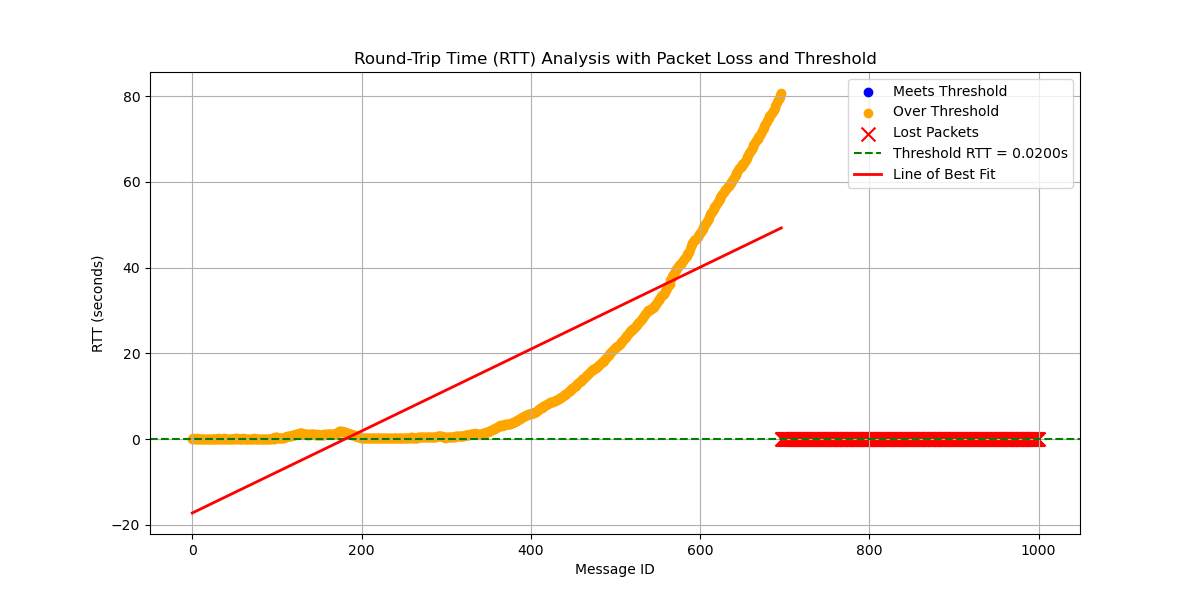 Round-Trip Time (RTT) Analysis with Packet Loss and Threshold
Meets Threshold
Over Threshold
Lost Packets
Threshold RTT = 0.0200s
Line of Best Fit
RTT (seconds)
80
60
40
20
0
−20
0 200 400 600 800 1000
Message ID